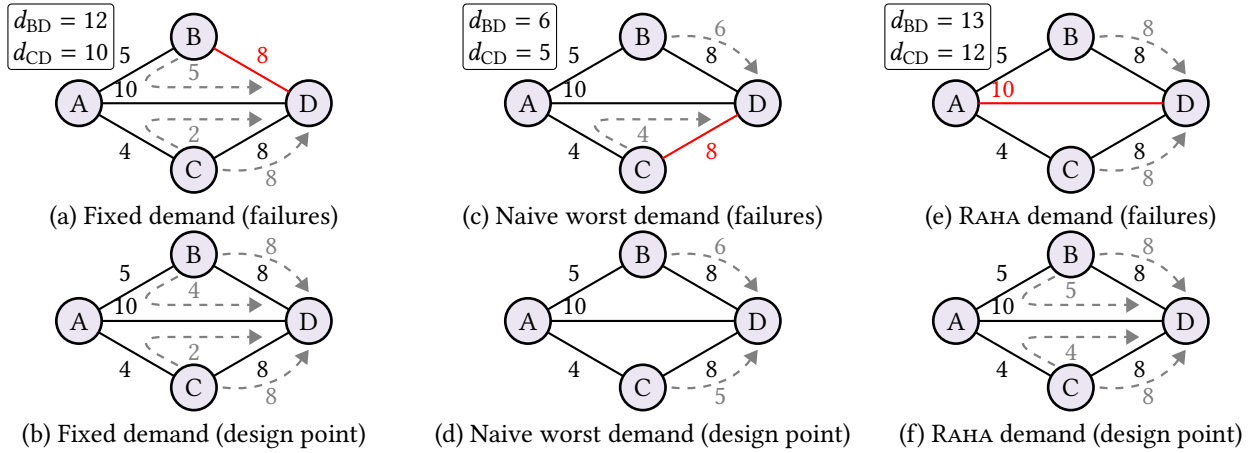 d_BD = 12
d_CD = 10
B
5
8
5
A
10
D
2
4
8
C
8
(a) Fixed demand (failures)
d_BD = 6
d_CD = 5
B
6
5
8
A
10
D
4
4
8
C
(c) Naive worst demand (failures)
d_BD = 13
d_CD = 12
B
8
5
8
A
10
D
4
8
C
8
(e) RAHA demand (failures)
B
8
5
8
4
A
10
D
2
4
8
C
8
(b) Fixed demand (design point)
B
6
5
8
A
10
D
4
8
C
5
(d) Naive worst demand (design point)
B
8
5
8
5
A
10
D
4
4
8
C
8
(f) RAHA demand (design point)